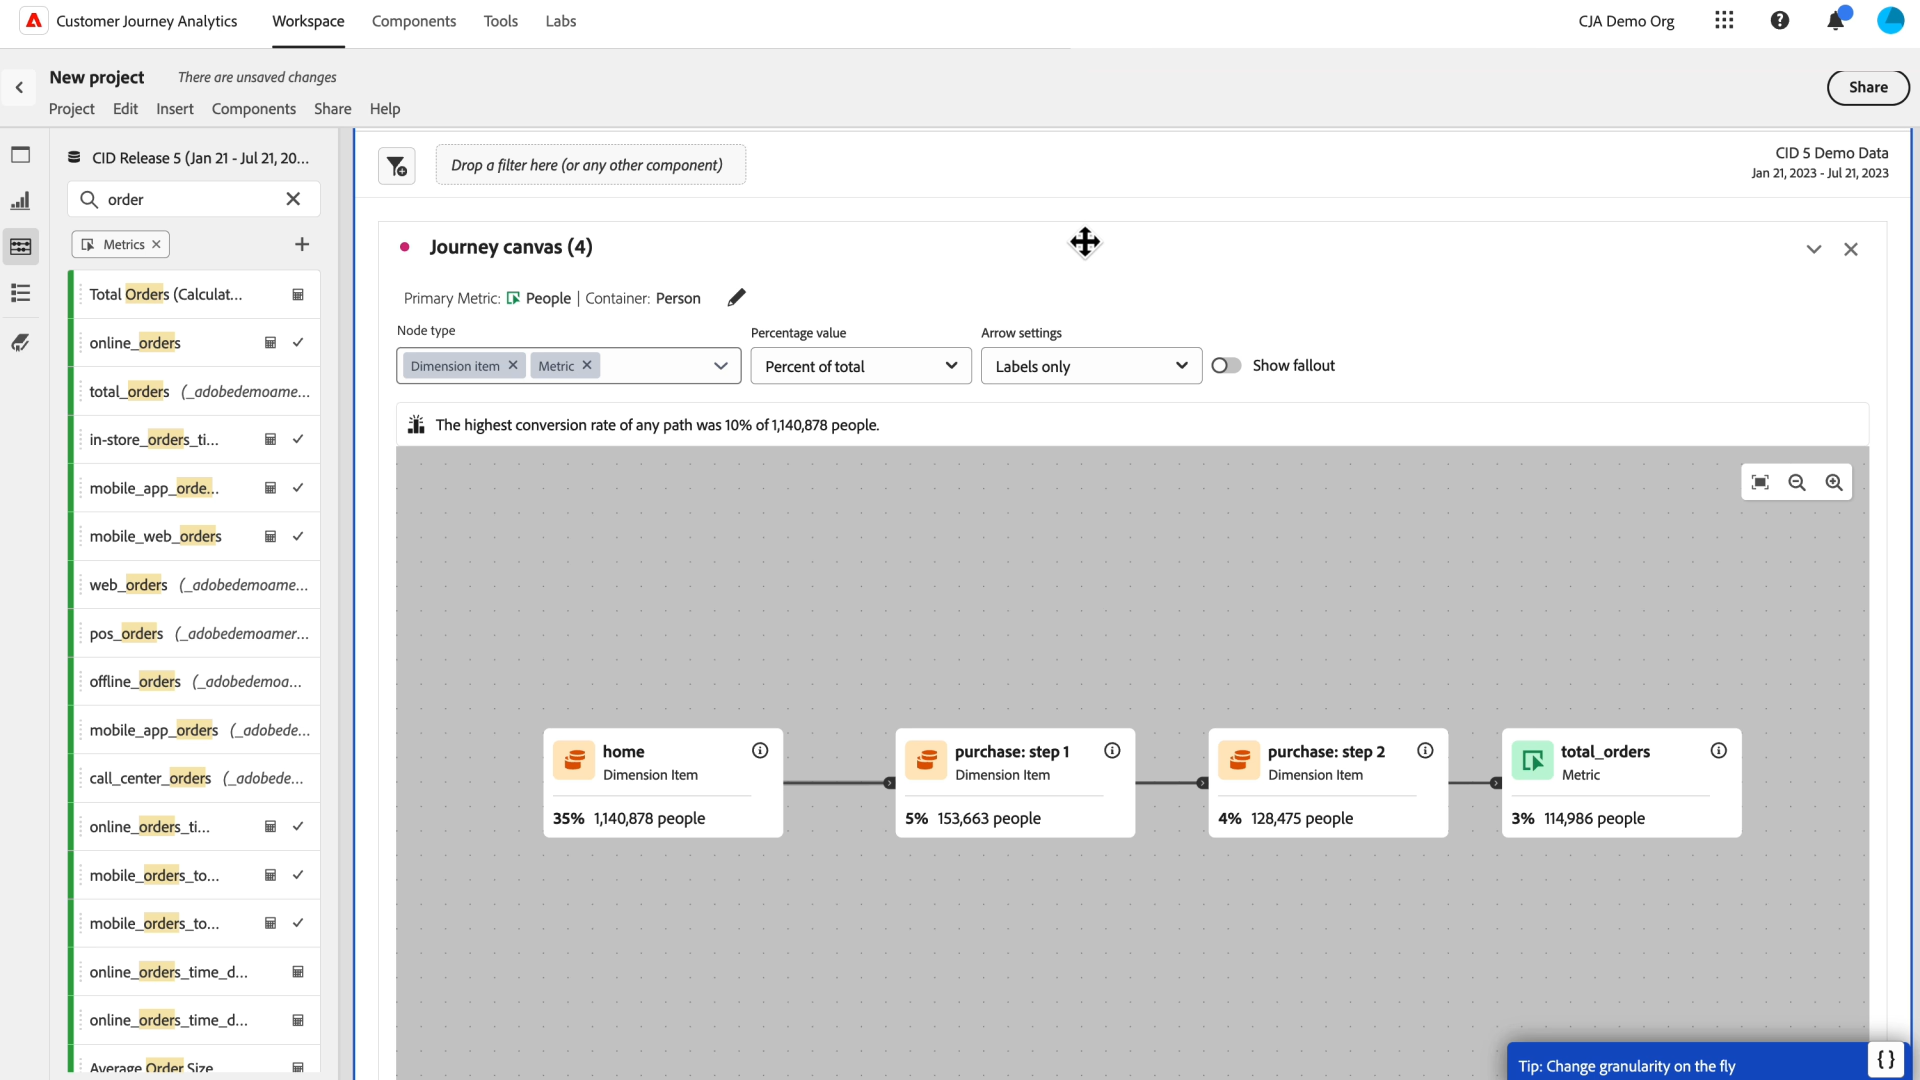 Customer Journey Analytics Workspace Components Tools Labs CJA Demo Org
New project There are unsaved changes
Share
Project Edit Insert Components Share Help
CID Release 5 (Jan 21 - Jul 21, 20...
order
Metrics
Total Orders (Calculat...
online_orders
total_orders (_adobedemoame...
in-store_orders_ti...
mobile_app_orde...
mobile_web_orders
web_orders (_adobedemoame...
pos_orders (_adobedemoamer...
offline_orders (_adobedemoa...
mobile_app_orders (_adobede...
call_center_orders (_adobede...
online_orders_ti...
mobile_orders_to...
mobile_orders_to...
online_orders_time_d...
online_orders_time_d...
Average Order Size
Drop a filter here (or any other component)
CID 5 Demo Data
Jan 21, 2023 - Jul 21, 2023
Journey canvas (4)
Primary Metric: People | Container: Person
Node type Percentage value Arrow settings
Dimension item Metric Percent of total Labels only Show fallout
The highest conversion rate of any path was 10% of 1,140,878 people.
home
Dimension Item
35% 1,140,878 people
purchase: step 1
Dimension Item
5% 153,663 people
purchase: step 2
Dimension Item
4% 128,475 people
total_orders
Metric
3% 114,986 people
Tip: Change granularity on the fly
{ }